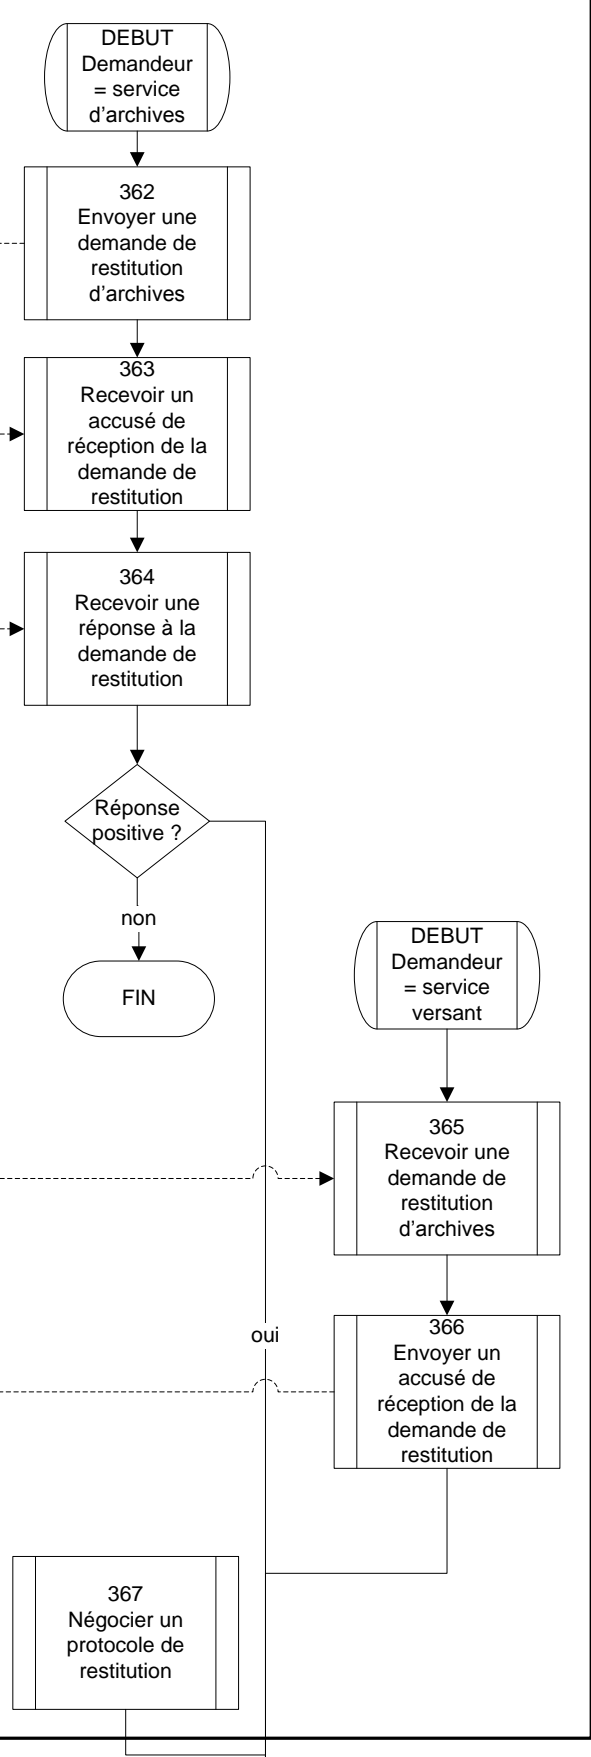 DEBUT
Demandeur
= service
d'archives
362
Envoyer une
demande de
restitution
d'archives
363
Recevoir un
accusé de
réception de la
demande de
restitution
364
Recevoir une
réponse à la
demande de
restitution
Réponse
positive ?
non
FIN
DEBUT
Demandeur
= service
versant
365
Recevoir une
demande de
restitution
d'archives
oui
366
Envoyer un
accusé de
réception de la
demande de
restitution
367
Négocier un
protocole de
restitution